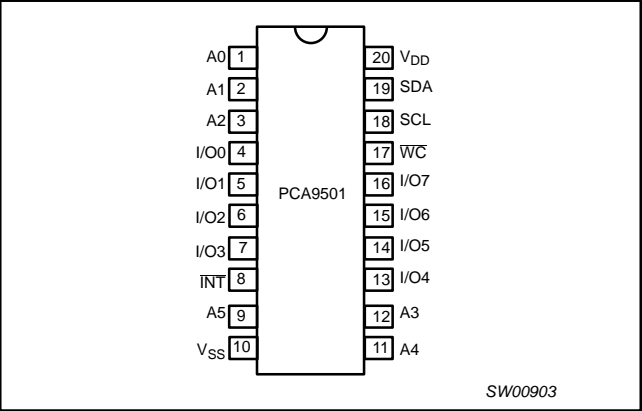 A0 1 20 VDD
A1 2 19 SDA
A2 3 18 SCL
I/O0 4 17 W̅C̅
I/O1 5 16 I/O7
PCA9501
I/O2 6 15 I/O6
I/O3 7 14 I/O5
I̅N̅T̅ 8 13 I/O4
A5 9 12 A3
VSS 10 11 A4
SW00903